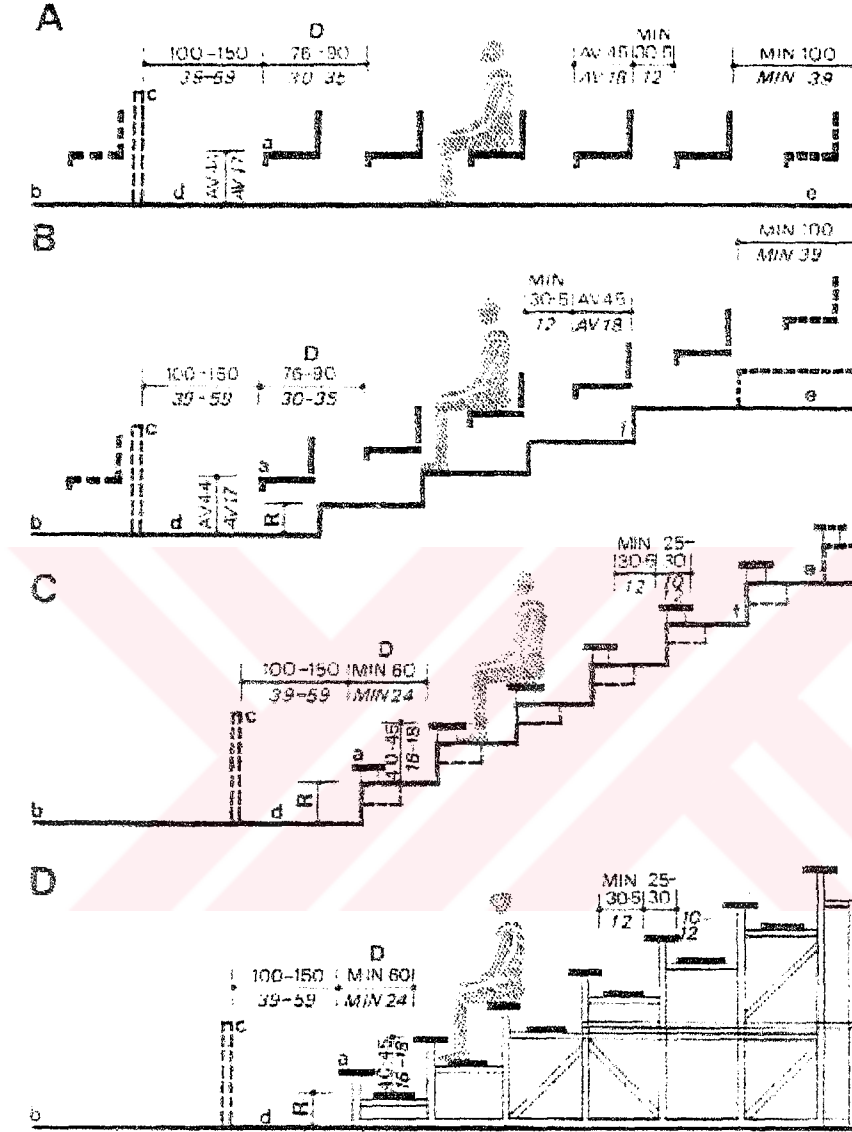 A
D
MIN
100-150 76-90 AV 45 30·5 MIN 100
39-59 30-35 AV 18 12 MIN 39
c
a
AV 44
AV 17
b d e
B
MIN 100
MIN 39
MIN
30·5 AV 45
12 AV 18
D
100-150 76-90
39-59 30-35
c
a
e
f
AV 44
AV 17
R
b d
C
MIN 25-
30·5 30
12 10-
12
e
f
D
100-150 MIN 60
39-59 MIN 24
c
a
40-45
16-18
R
b d
D
MIN 25-
30·5 30
12 10-
12
D
100-150 MIN 60
39-59 MIN 24
c
a
40-45
16-18
R
b d